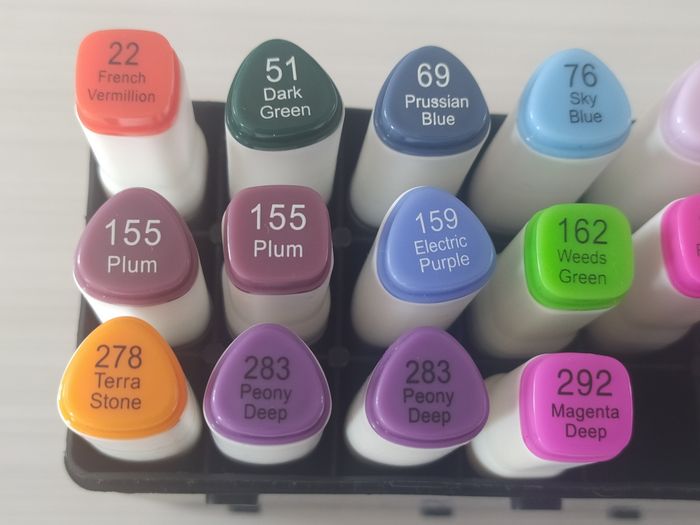 22
French
Vermillion
51
Dark
Green
69
Prussian
Blue
76
Sky
Blue
155
Plum
155
Plum
159
Electric
Purple
162
Weeds
Green
278
Terra
Stone
283
Peony
Deep
283
Peony
Deep
292
Magenta
Deep